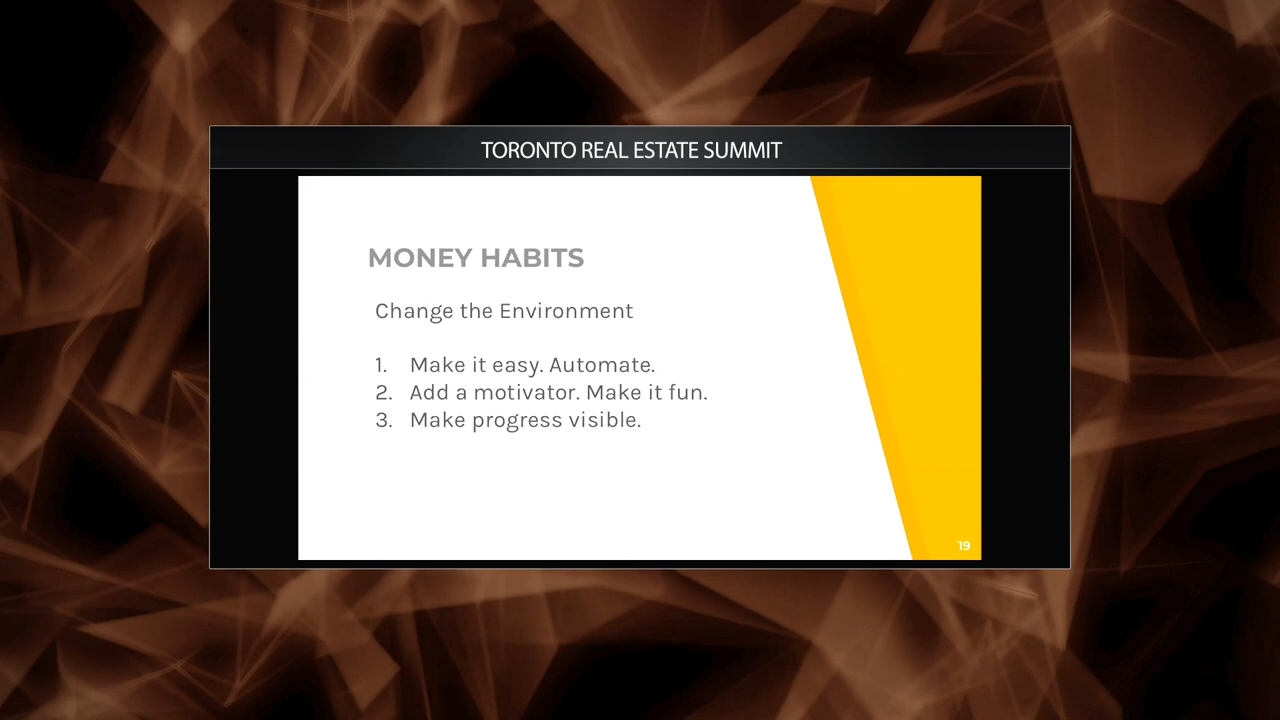 TORONTO REAL ESTATE SUMMIT
MONEY HABITS
Change the Environment
1. Make it easy. Automate.
2. Add a motivator. Make it fun.
3. Make progress visible.
19